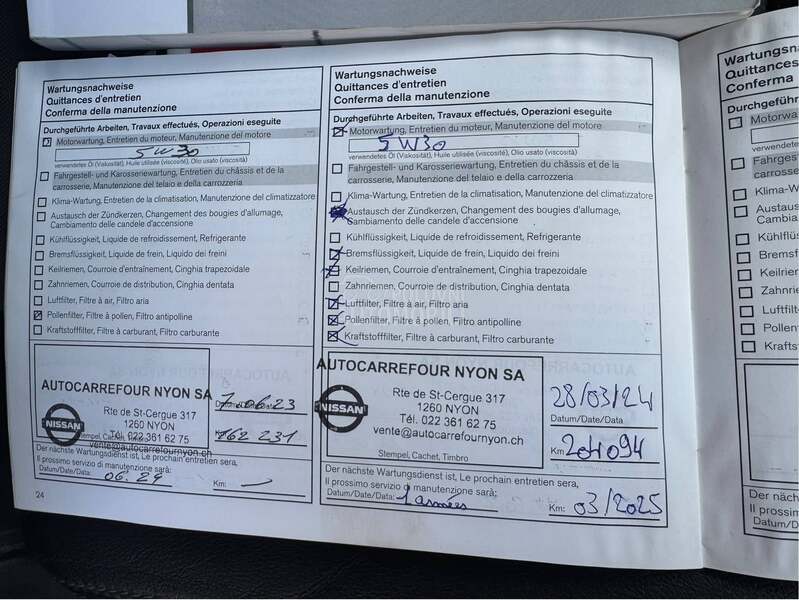 Wartungsnachweise
Quittances d'entretien
Conferma della manutenzione
Durchgeführte Arbeiten, Travaux effectués, Operazioni eseguite
Motorwartung, Entretien du moteur, Manutenzione del motore
5W30
verwendetes Öl (Viskosität), Huile utilisée (viscosité), Olio usato (viscosità)
Fahrgestell- und Karosseriewartung, Entretien du châssis et de la
carrosserie, Manutenzione del telaio e della carrozzeria
Klima-Wartung, Entretien de la climatisation, Manutenzione del climatizzatore
Austausch der Zündkerzen, Changement des bougies d'allumage,
Cambiamento delle candele d'accensione
Kühlflüssigkeit, Liquide de refroidissement, Refrigerante
Bremsflüssigkeit, Liquide de frein, Liquido dei freini
Keilriemen, Courroie d'entraînement, Cinghia trapezoidale
Zahnriemen, Courroie de distribution, Cinghia dentata
Luftfilter, Filtre à air, Filtro aria
Pollenfilter, Filtre à pollen, Filtro antipolline
Kraftstofffilter, Filtre à carburant, Filtro carburante
AUTOCARREFOUR NYON SA
Rte de St-Cergue 317
1260 NYON
Tél. 022 361 62 75
vente@autocarrefournyon.ch
NISSAN
7.06.23
162 231
Stempel, Cachet,
Der nächste Wartungsdienst ist, Le prochain entretien sera,
Il prossimo servizio di manutenzione sarà:
Datum/Date/Data: 06.24 Km:
24
Wartungsnachweise
Quittances d'entretien
Conferma della manutenzione
Durchgeführte Arbeiten, Travaux effectués, Operazioni eseguite
Motorwartung, Entretien du moteur, Manutenzione del motore
5W30
verwendetes Öl (Viskosität), Huile utilisée (viscosité), Olio usato (viscosità)
Fahrgestell- und Karosseriewartung, Entretien du châssis et de la
carrosserie, Manutenzione del telaio e della carrozzeria
Klima-Wartung, Entretien de la climatisation, Manutenzione del climatizzatore
Austausch der Zündkerzen, Changement des bougies d'allumage,
Cambiamento delle candele d'accensione
Kühlflüssigkeit, Liquide de refroidissement, Refrigerante
Bremsflüssigkeit, Liquide de frein, Liquido dei freini
Keilriemen, Courroie d'entraînement, Cinghia trapezoidale
Zahnriemen, Courroie de distribution, Cinghia dentata
Luftfilter, Filtre à air, Filtro aria
Pollenfilter, Filtre à pollen, Filtro antipolline
Kraftstofffilter, Filtre à carburant, Filtro carburante
AUTOCARREFOUR NYON SA
Rte de St-Cergue 317
1260 NYON
Tél. 022 361 62 75
vente@autocarrefournyon.ch
NISSAN
28/03/24
Datum/Date/Data
Km
Stempel, Cachet, Timbro
Der nächste Wartungsdienst ist, Le prochain entretien sera,
Il prossimo servizio di manutenzione sarà:
Datum/Date/Data: Km: 03/2025
Wartungsna
Quittances d
Conferma de
Durchgeführte
Motorwart
Fahrgest
carrosse
Klima-W
Austaus
Cambia
Kühlflüs
Bremsf
Keilrien
Zahnri
Luftfilt
Pollen
Krafts
Der näch
Il prossim
Datum/D